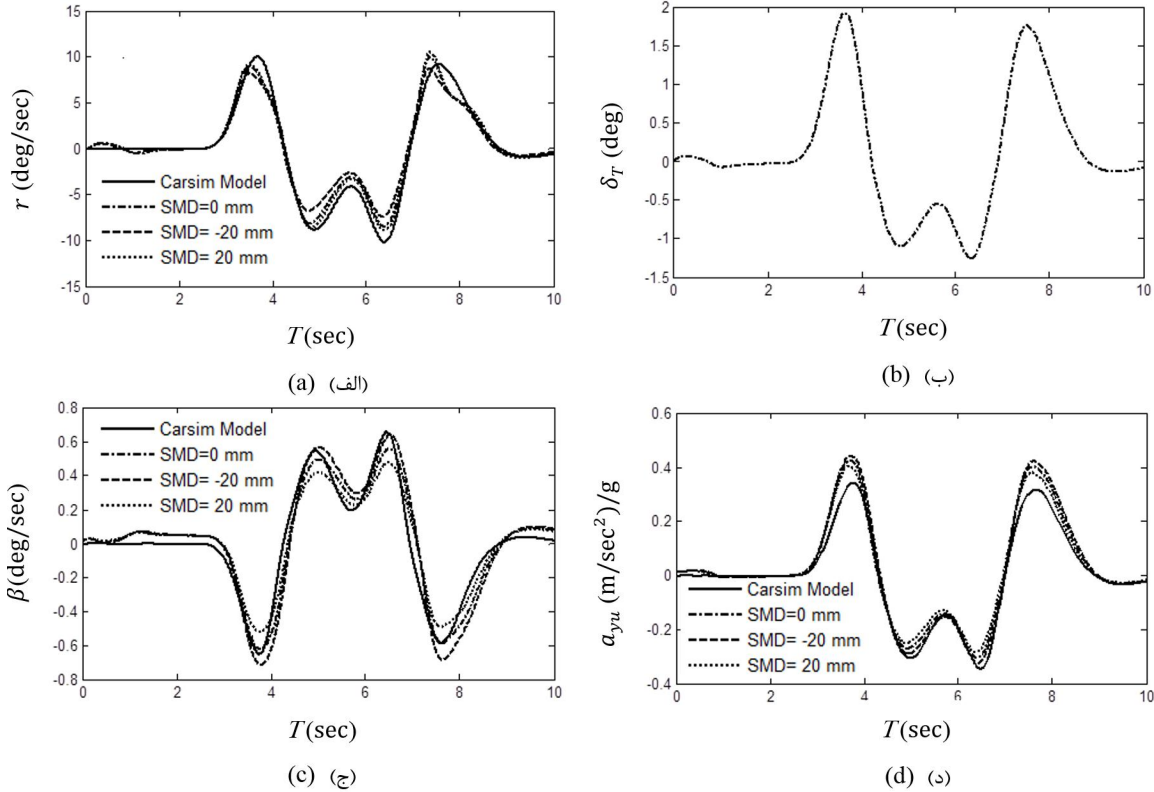 15
10
5
0
-5
-10
-15
r (deg/sec)
Carsim Model
SMD=0 mm
SMD= -20 mm
SMD= 20 mm
0 2 4 6 8 10
T(sec)
(a) (الف)
2
1.5
1
0.5
0
-0.5
-1
-1.5
δ_T (deg)
0 2 4 6 8 10
T(sec)
(b) (ب)
0.8
0.6
0.4
0.2
0
-0.2
-0.4
-0.6
-0.8
β(deg/sec)
Carsim Model
SMD=0 mm
SMD= -20 mm
SMD= 20 mm
0 2 4 6 8 10
T(sec)
(c) (ج)
0.6
0.4
0.2
0
-0.2
-0.4
a_yu (m/sec²)/g
Carsim Model
SMD=0 mm
SMD= -20 mm
SMD= 20 mm
0 2 4 6 8 10
T(sec)
(d) (د)